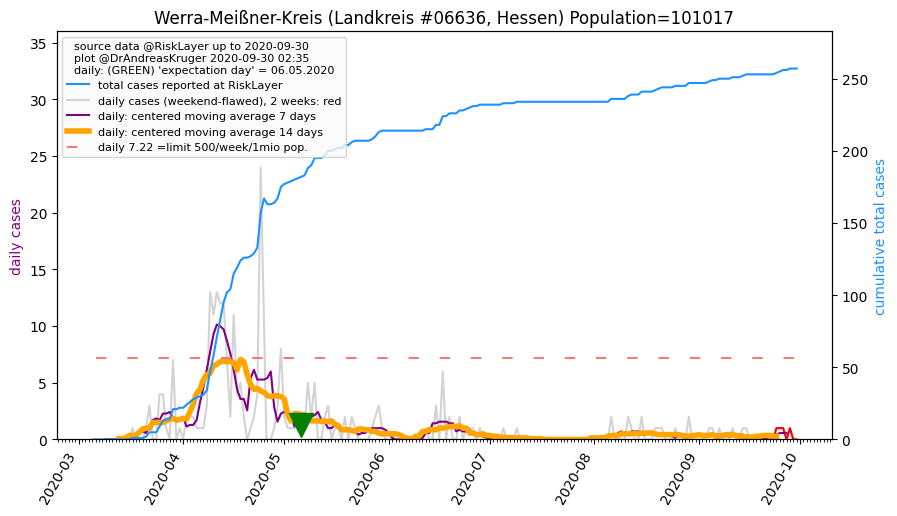 Werra-Meißner-Kreis (Landkreis #06636, Hessen) Population=101017
source data @RiskLayer up to 2020-09-30
plot @DrAndreasKruger 2020-09-30 02:35
daily: (GREEN) 'expectation day' = 06.05.2020
total cases reported at RiskLayer
daily cases (weekend-flawed), 2 weeks: red
daily: centered moving average 7 days
daily: centered moving average 14 days
daily 7.22 =limit 500/week/1mio pop.
daily cases
35
30
25
20
15
10
5
0
cumulative total cases
250
200
150
100
50
0
2020-03
2020-04
2020-05
2020-06
2020-07
2020-08
2020-09
2020-10